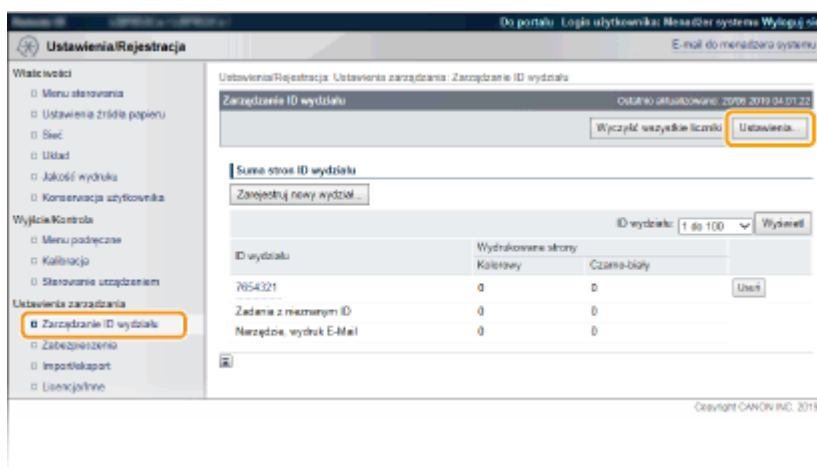 Do portalu Login użytkownika: Menedżer systemu Wyloguj si
Ustawienia/Rejestracja
E-mail do menadżera systemu
Właściwości
Menu sterowania
Ustawienia źródła papieru
Sieć
Układ
Jakość wydruku
Konserwacja użytkownika
Wyjście/Kontrola
Menu podręczne
Kalibracja
Sterowanie urządzeniem
Ustawienia zarządzania
Zarządzanie ID wydziału
Zabezpieczenia
Import/eksport
Licencja/Inne
Ustawienia/Rejestracja: Ustawienia zarządzania: Zarządzanie ID wydziału
Zarządzanie ID wydziału
Ostatnio aktualizowano: 20/06 2019 04:01:22
Wyczyść wszystkie liczniki
Ustawienia...
Suma stron ID wydziału
Zarejestruj nowy wydział...
ID wydziału: 1 do 100 Wyświetl
ID wydziału
Wydrukowane strony
Kolorowy
Czarno-biały
7654321 0 0 Usuń
Zadania z nieznanym ID 0 0
Narzędzie, wydruk E-Mail 0 0
Copyright CANON INC. 2019